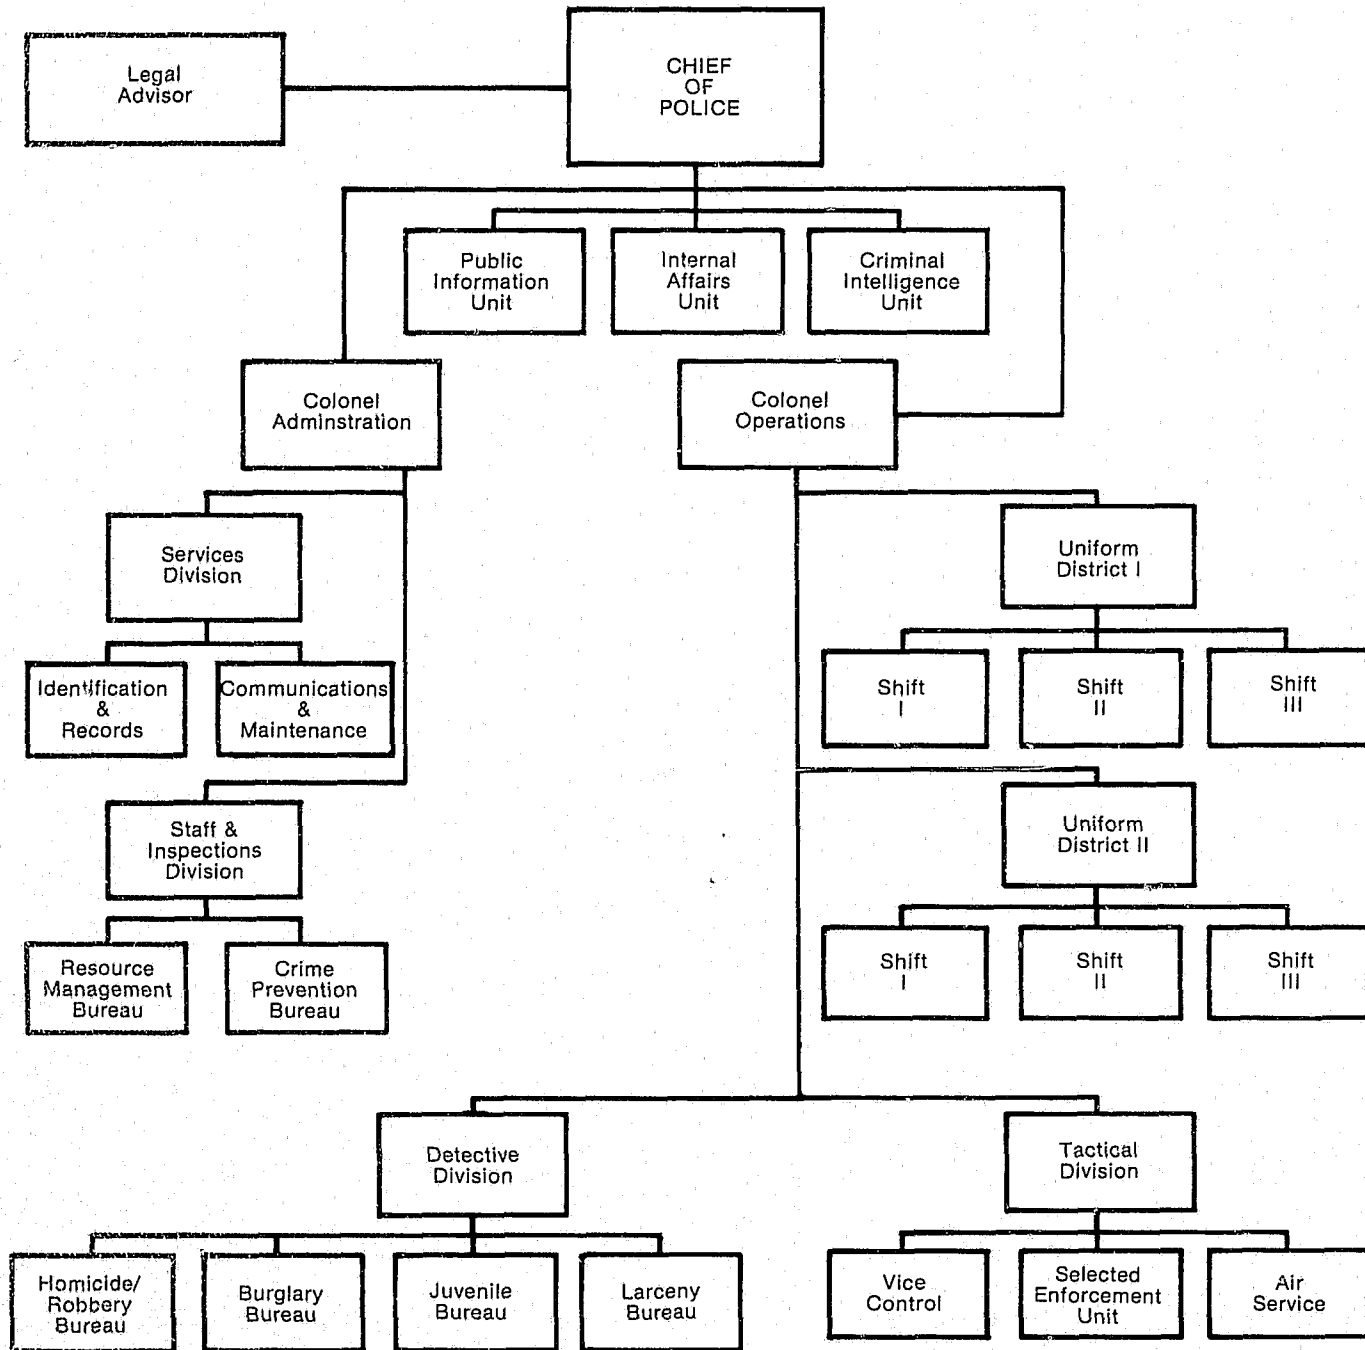 Legal
Advisor
CHIEF
OF
POLICE
Public
Information
Unit
Internal
Affairs
Unit
Criminal
Intelligence
Unit
Colonel
Adminstration
Colonel
Operations
Services
Division
Uniform
District I
Identification
&
Records
Communications
&
Maintenance
Shift
I
Shift
II
Shift
III
Staff &
Inspections
Division
Uniform
District II
Resource
Management
Bureau
Crime
Prevention
Bureau
Shift
I
Shift
II
Shift
III
Detective
Division
Tactical
Division
Homicide/
Robbery
Bureau
Burglary
Bureau
Juvenile
Bureau
Larceny
Bureau
Vice
Control
Selected
Enforcement
Unit
Air
Service